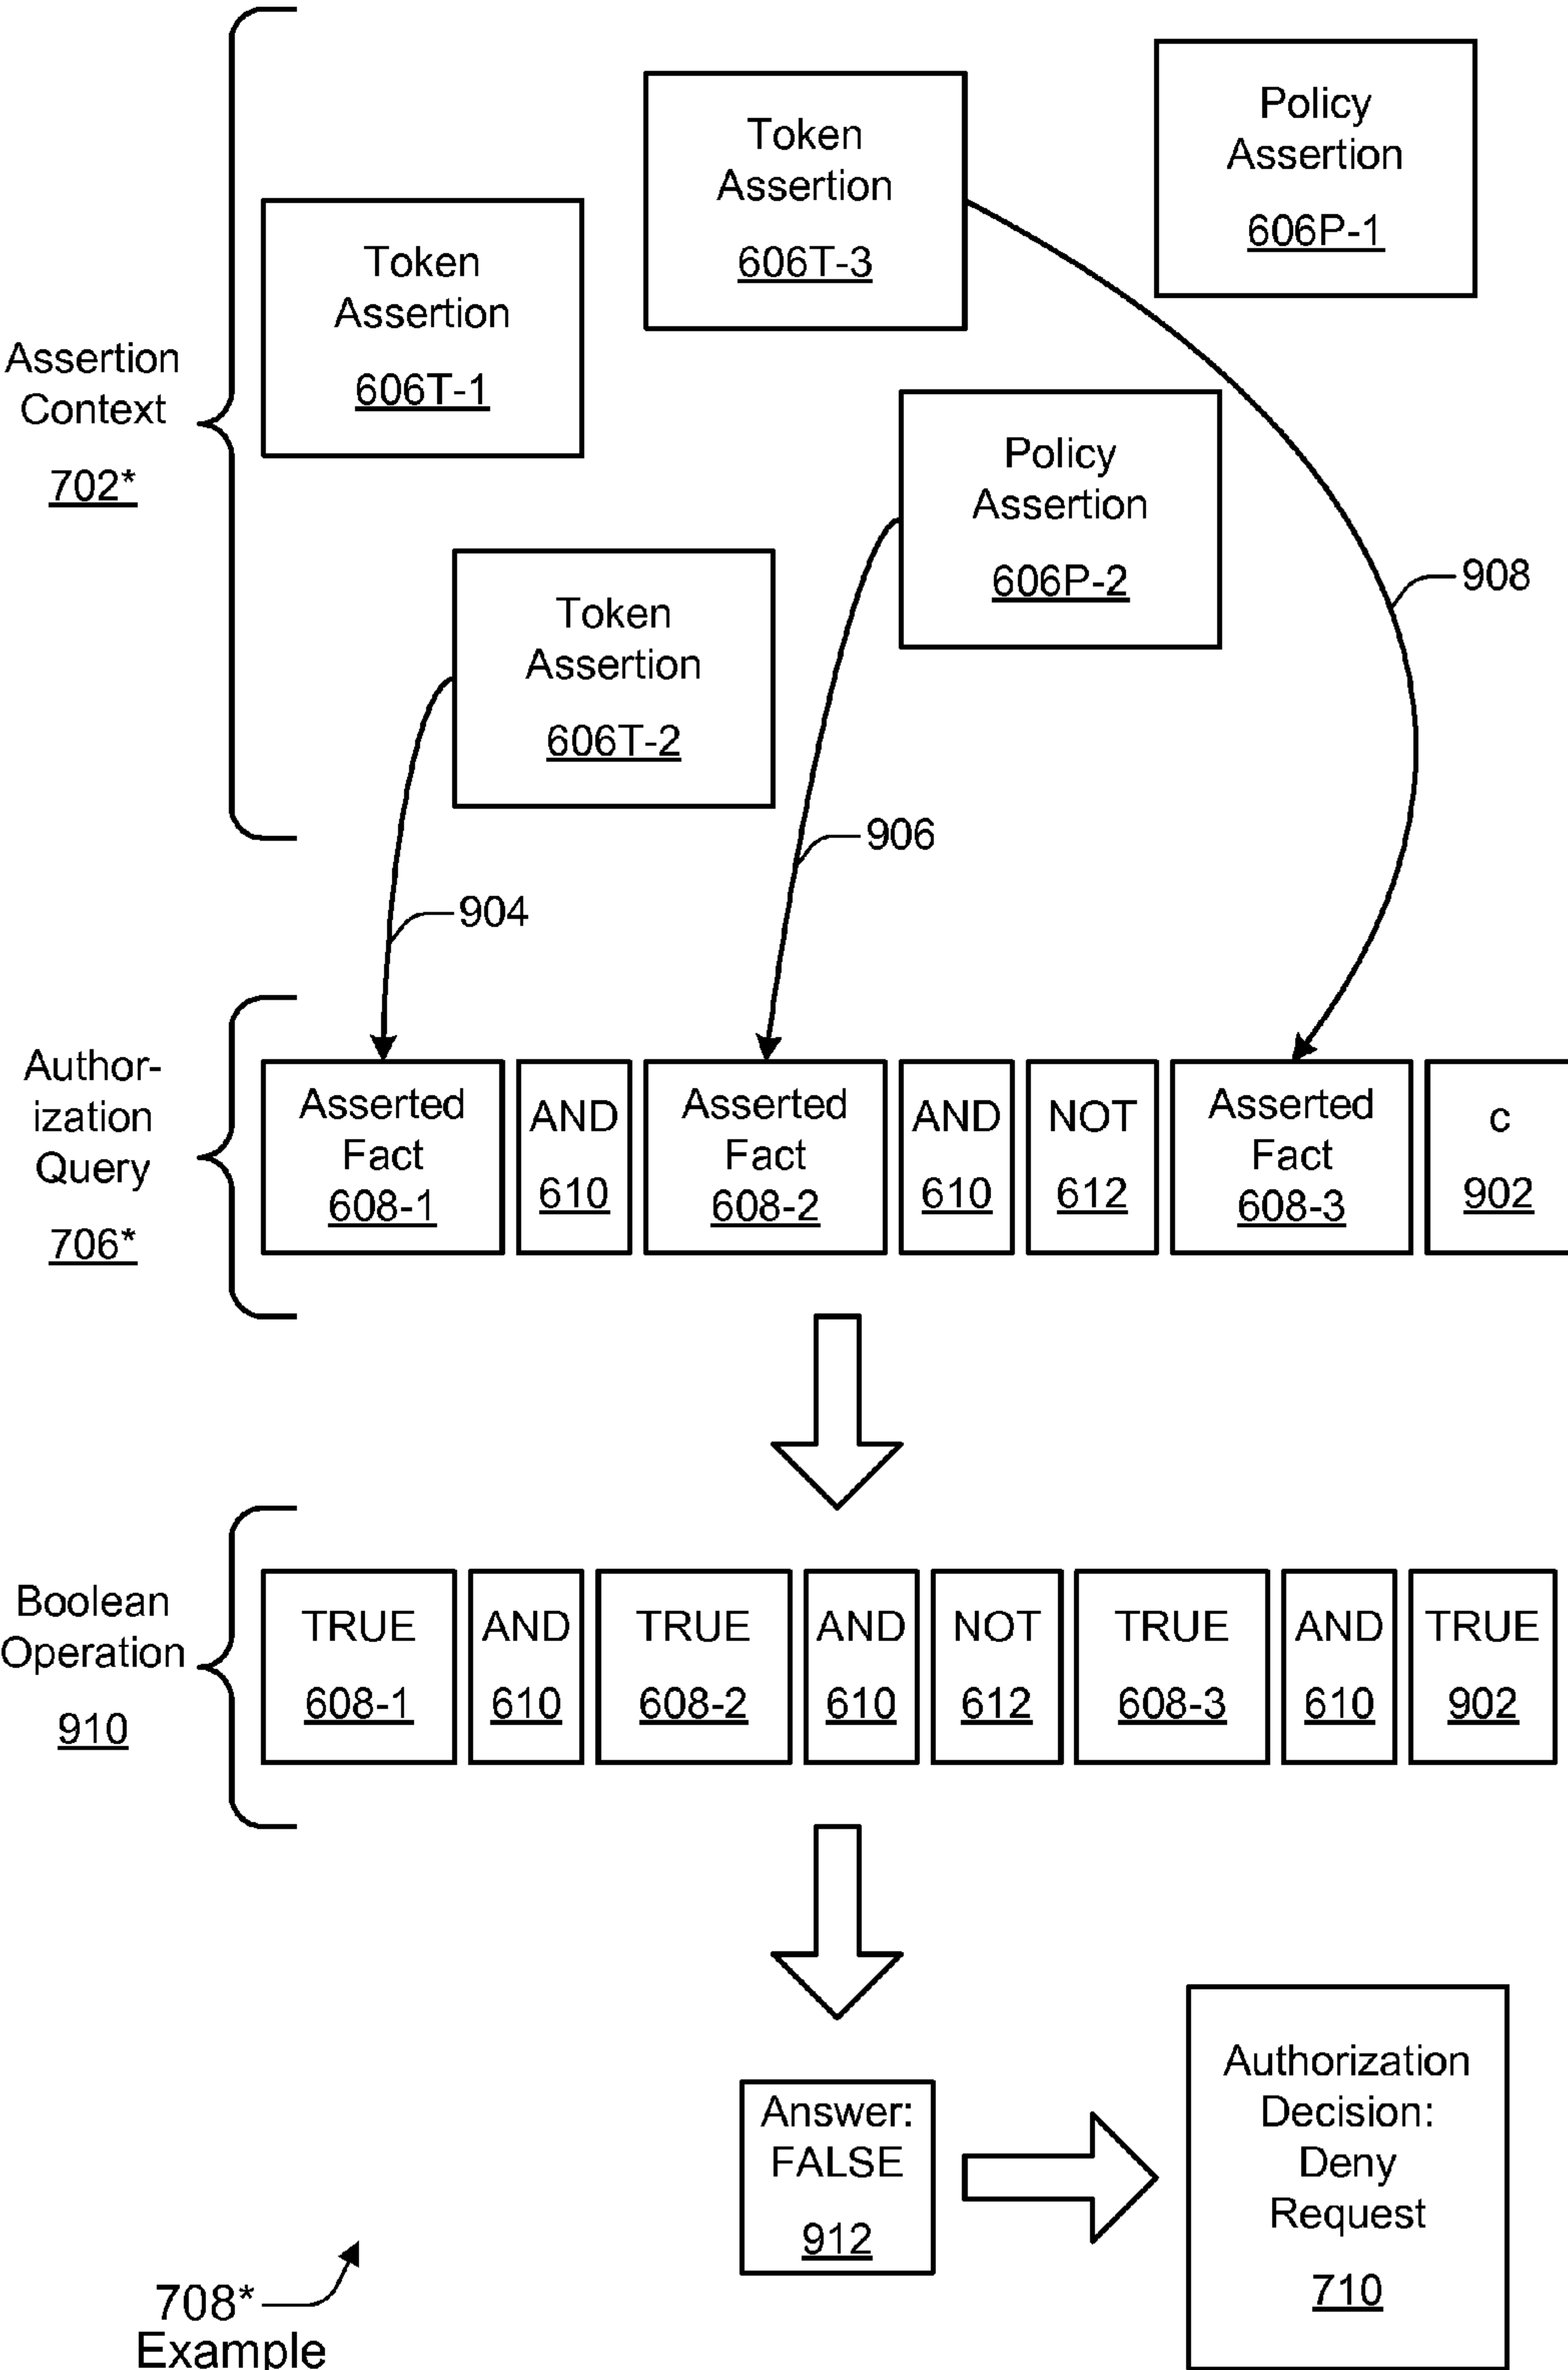 Token
Assertion
606T-1
Token
Assertion
606T-3
Policy
Assertion
606P-1
Assertion
Context
702*
Policy
Assertion
606P-2
Token
Assertion
606T-2
908
906
904
Author-
ization
Query
706*
Asserted
Fact
608-1
AND
610
Asserted
Fact
608-2
AND
610
NOT
612
Asserted
Fact
608-3
c
902
Boolean
Operation
910
TRUE
608-1
AND
610
TRUE
608-2
AND
610
NOT
612
TRUE
608-3
AND
610
TRUE
902
Answer:
FALSE
912
Authorization
Decision:
Deny
Request
710
708*
Example